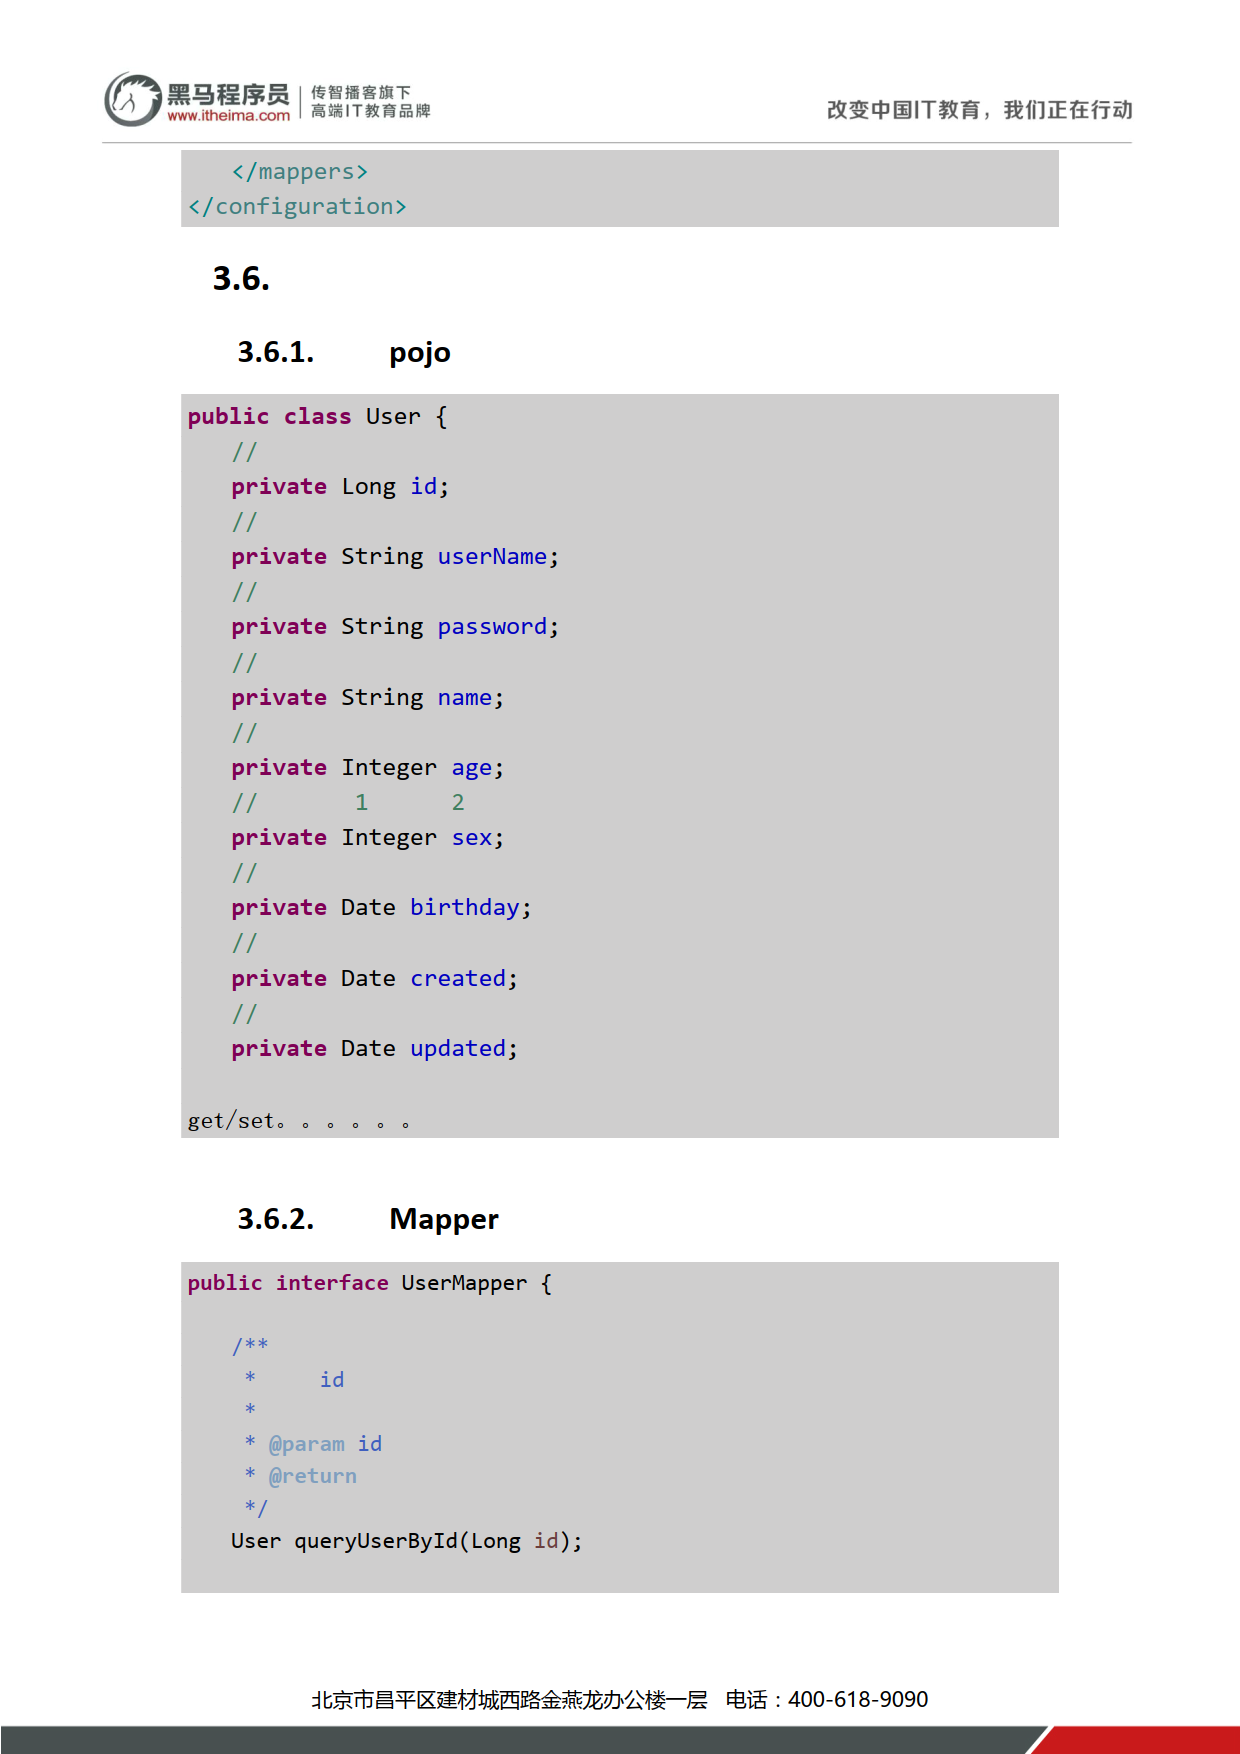 黑马程序员
www.itheima.com
传智播客旗下
高端IT教育品牌
改变中国IT教育，我们正在行动
</mappers>
</configuration>
3.6.
3.6.1. pojo
public class User {
//
private Long id;
//
private String userName;
//
private String password;
//
private String name;
//
private Integer age;
// 1 2
private Integer sex;
//
private Date birthday;
//
private Date created;
//
private Date updated;
get/set。。。。。。
3.6.2. Mapper
public interface UserMapper {
/**
* id
*
* @param id
* @return
*/
User queryUserById(Long id);
北京市昌平区建材城西路金燕龙办公楼一层 电话：400-618-9090